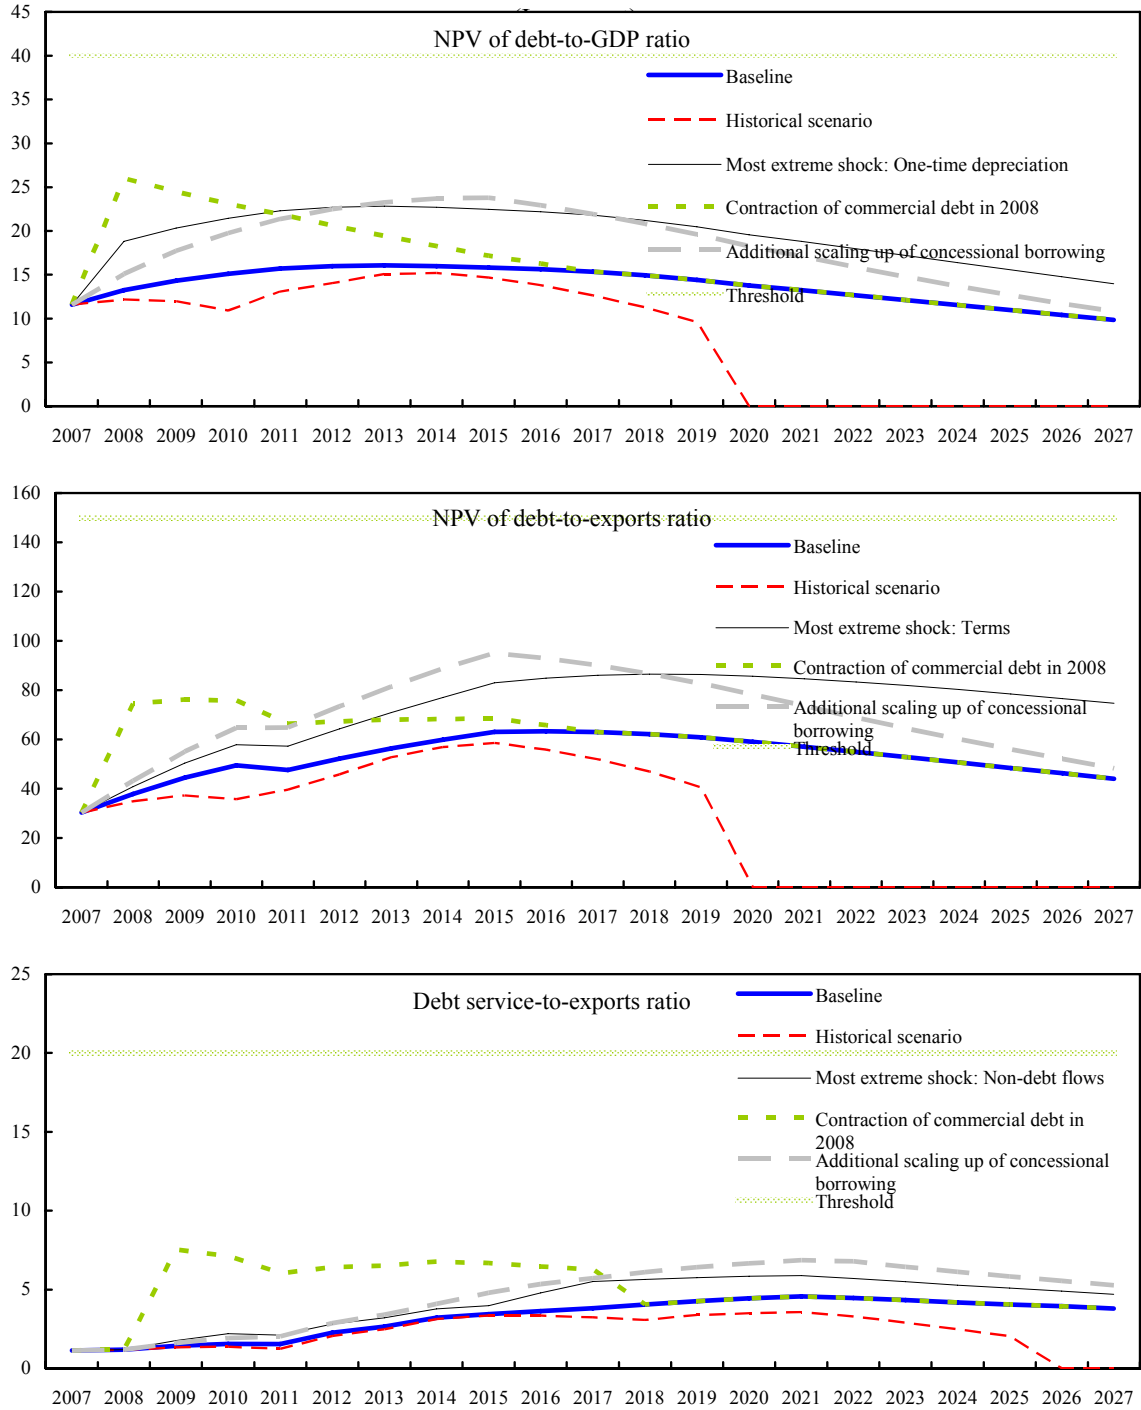 NPV of debt-to-GDP ratio
45
40
35
30
25
20
15
10
5
0
Baseline
Historical scenario
Most extreme shock: One-time depreciation
Contraction of commercial debt in 2008
Additional scaling up of concessional borrowing
Threshold
2007 2008 2009 2010 2011 2012 2013 2014 2015 2016 2017 2018 2019 2020 2021 2022 2023 2024 2025 2026 2027
NPV of debt-to-exports ratio
160
140
120
100
80
60
40
20
0
Baseline
Historical scenario
Most extreme shock: Terms
Contraction of commercial debt in 2008
Additional scaling up of concessional
borrowing
Threshold
2007 2008 2009 2010 2011 2012 2013 2014 2015 2016 2017 2018 2019 2020 2021 2022 2023 2024 2025 2026 2027
Debt service-to-exports ratio
25
20
15
10
5
0
Baseline
Historical scenario
Most extreme shock: Non-debt flows
Contraction of commercial debt in
2008
Additional scaling up of concessional
borrowing
Threshold
2007 2008 2009 2010 2011 2012 2013 2014 2015 2016 2017 2018 2019 2020 2021 2022 2023 2024 2025 2026 2027